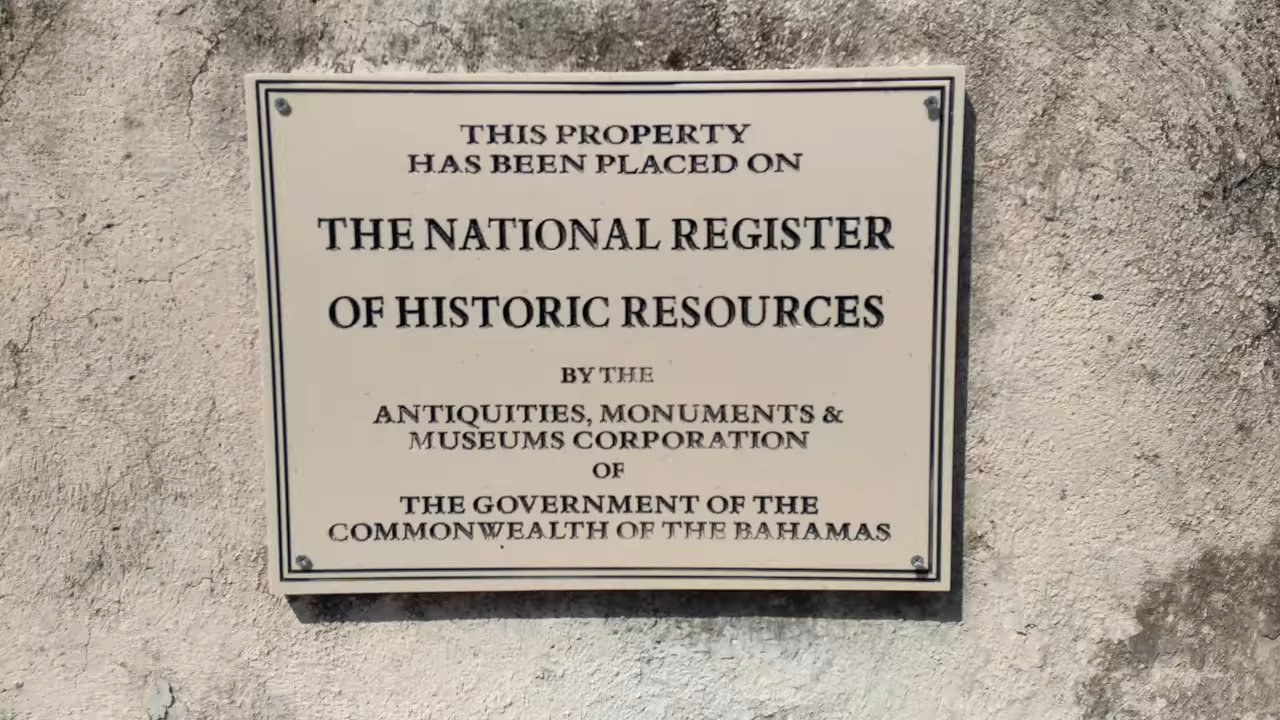 THIS PROPERTY
HAS BEEN PLACED ON
THE NATIONAL REGISTER
OF HISTORIC RESOURCES
BY THE
ANTIQUITIES, MONUMENTS &
MUSEUMS CORPORATION
OF
THE GOVERNMENT OF THE
COMMONWEALTH OF THE BAHAMAS